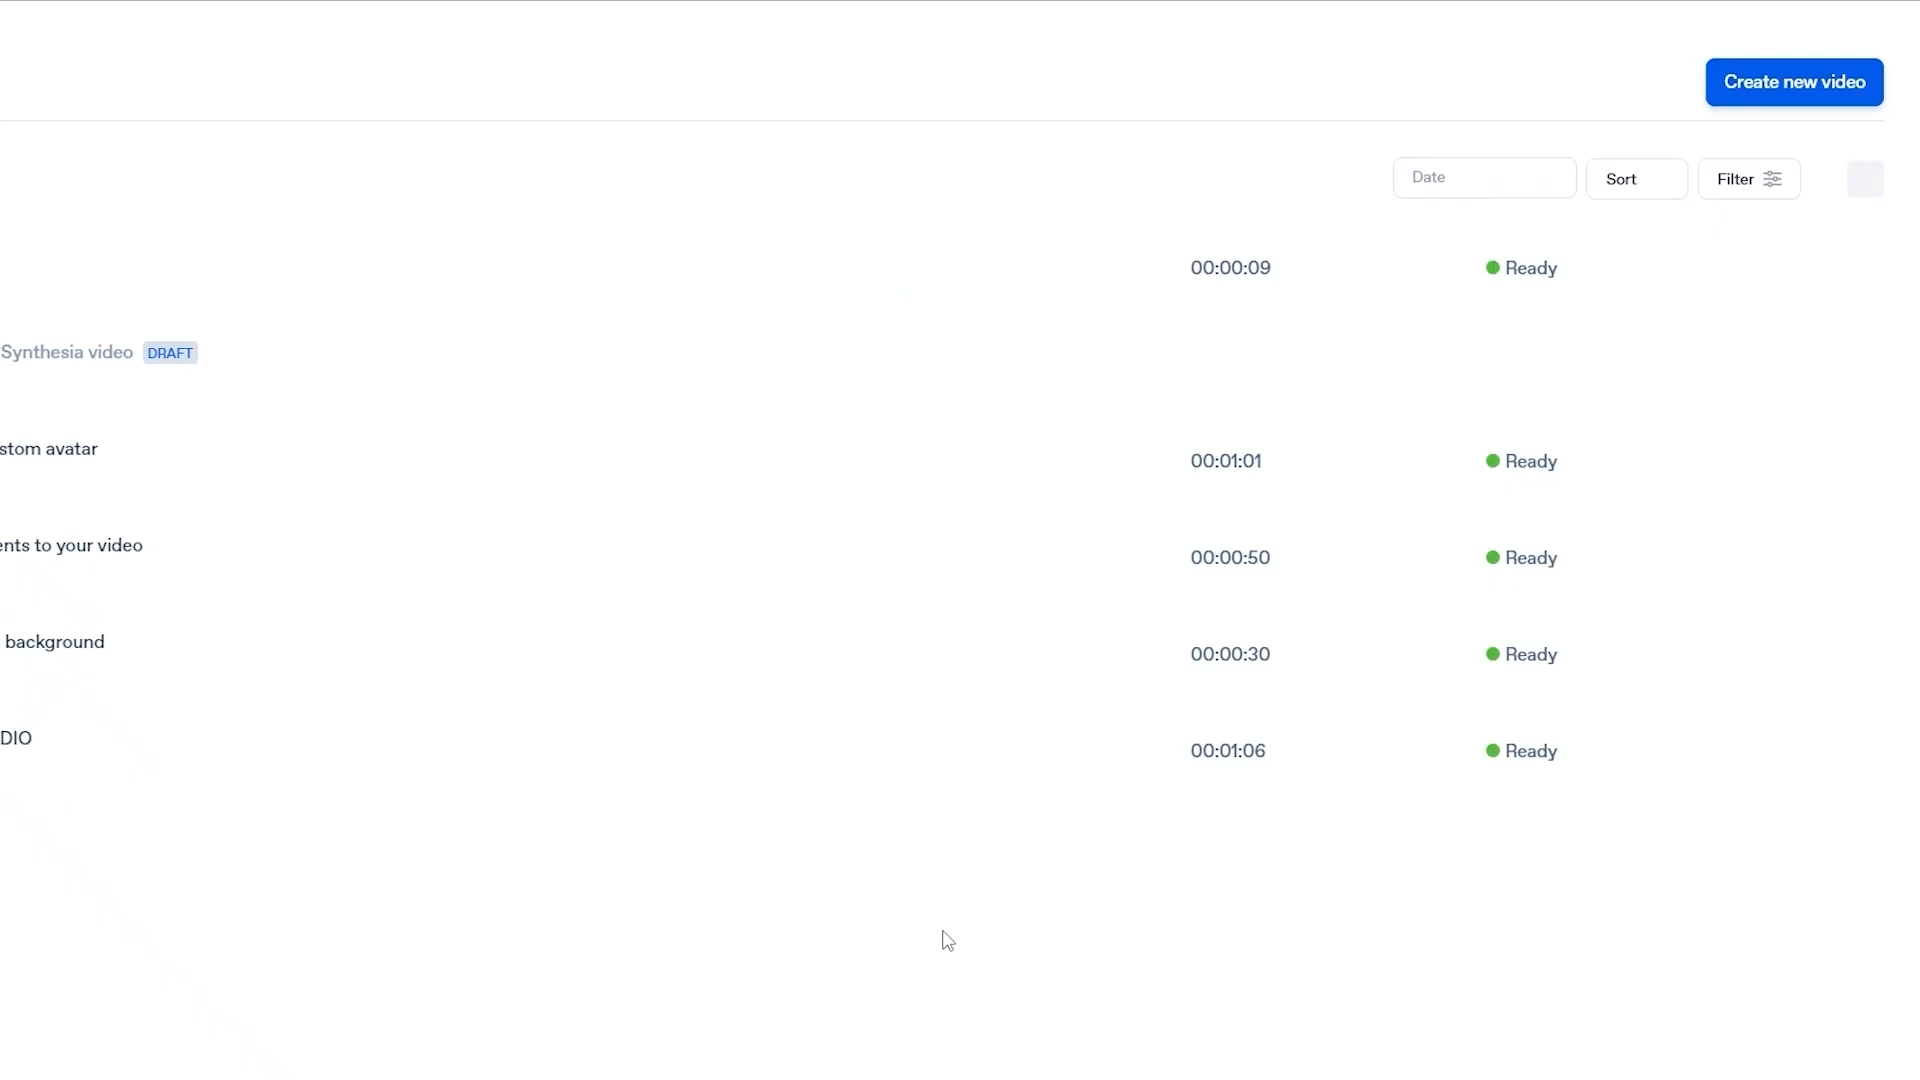 Create new video
Date
Sort
Filter
00:00:09 Ready
Synthesia video DRAFT
stom avatar
00:01:01 Ready
ents to your video
00:00:50 Ready
background
00:00:30 Ready
DIO
00:01:06 Ready